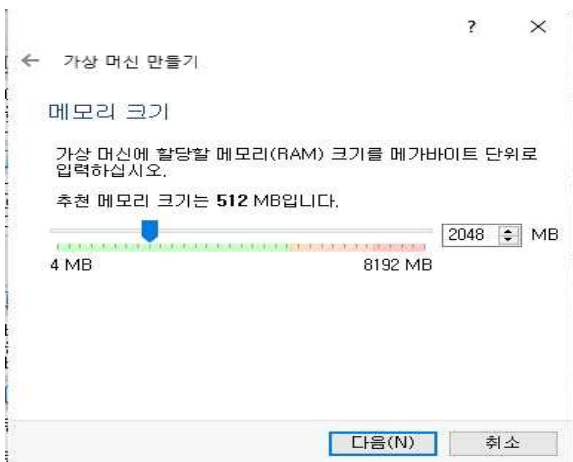 ?
가상 머신 만들기
메모리 크기
가상 머신에 할당할 메모리(RAM) 크기를 메가바이트 단위로
입력하십시오.
추천 메모리 크기는 512 MB입니다.
2048 MB
4 MB 8192 MB
다음(N) 취소